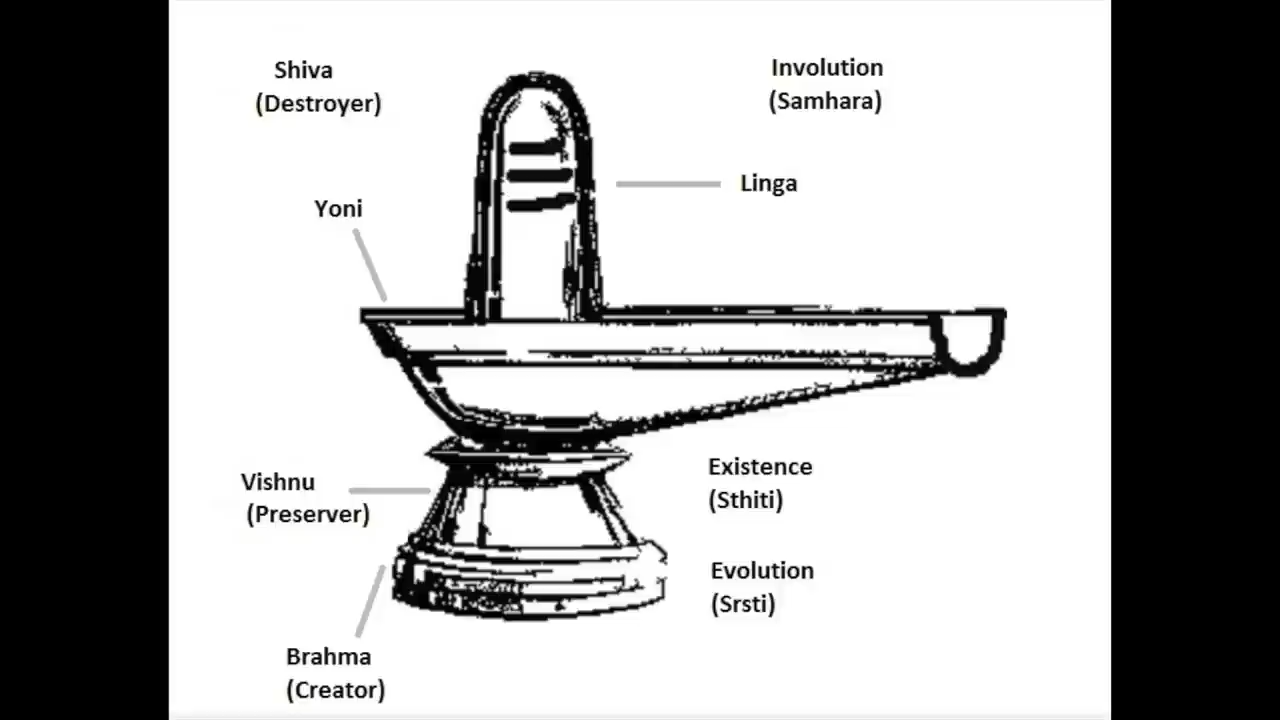 Shiva
(Destroyer)
Involution
(Samhara)
Linga
Yoni
Vishnu
(Preserver)
Existence
(Sthiti)
Evolution
(Srsti)
Brahma
(Creator)